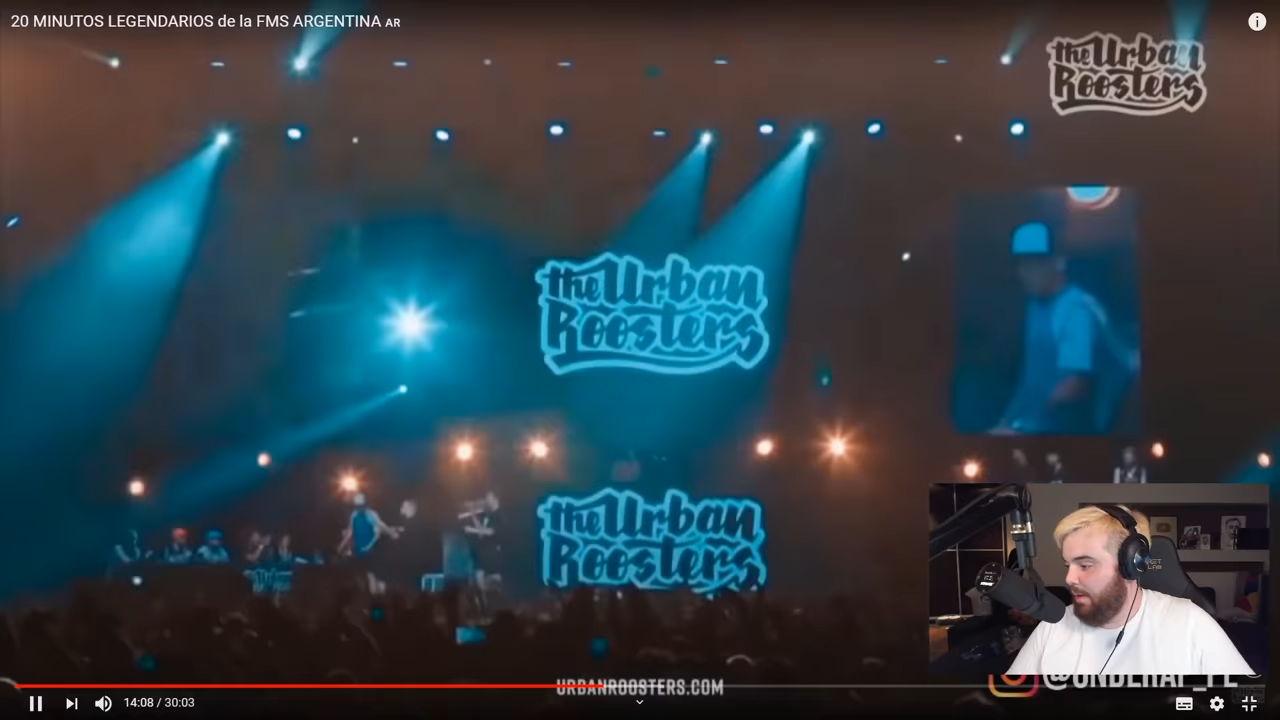 20 MINUTOS LEGENDARIOS de la FMS ARGENTINA AR
the Urban
Roosters
the Urban
Roosters
the Urban
Roosters
URBANROOSTERS.COM
14:08 / 30:03